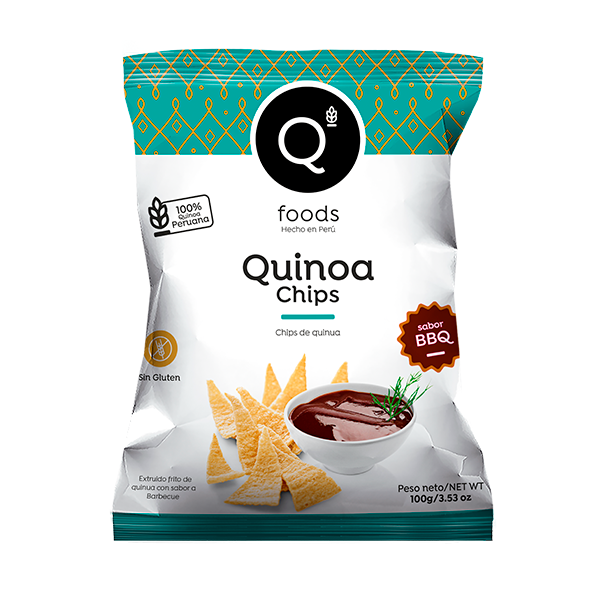 Q
foods
Hecho en Perú
100%
Quinoa
Peruana
Quinoa
Chips
Chips de quinua
sabor
BBQ
Sin Gluten
Extruido frito de
quinua con sabor a
Barbecue
Peso neto/NET WT
100g/3.53 oz